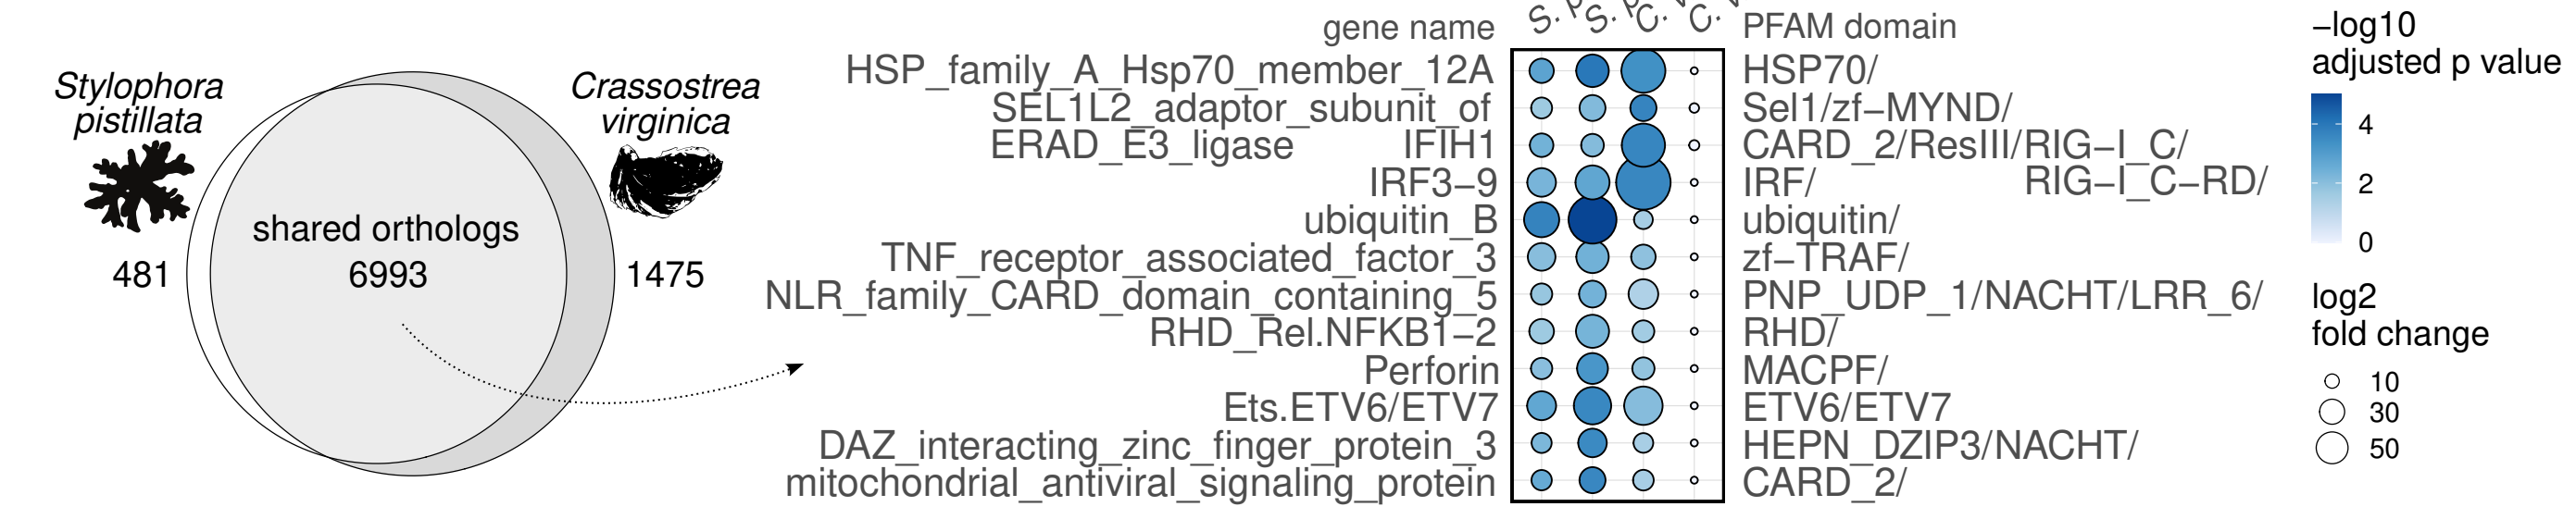 Stylophora
pistillata
Crassostrea
virginica
shared orthologs
481
6993
1475
gene name
S. p
S. p
C. v
C. v
PFAM domain
HSP_family_A_Hsp70_member_12A
HSP70/
SEL1L2_adaptor_subunit_of
Sel1/zf−MYND/
ERAD_E3_ligase
IFIH1
CARD_2/ResIII/RIG−I_C/
IRF3−9
IRF/
RIG−I_C−RD/
ubiquitin_B
ubiquitin/
TNF_receptor_associated_factor_3
zf−TRAF/
NLR_family_CARD_domain_containing_5
PNP_UDP_1/NACHT/LRR_6/
RHD_Rel.NFKB1−2
RHD/
Perforin
MACPF/
Ets.ETV6/ETV7
ETV6/ETV7
DAZ_interacting_zinc_finger_protein_3
HEPN_DZIP3/NACHT/
mitochondrial_antiviral_signaling_protein
CARD_2/
−log10
adjusted p value
4
2
0
log2
fold change
10
30
50